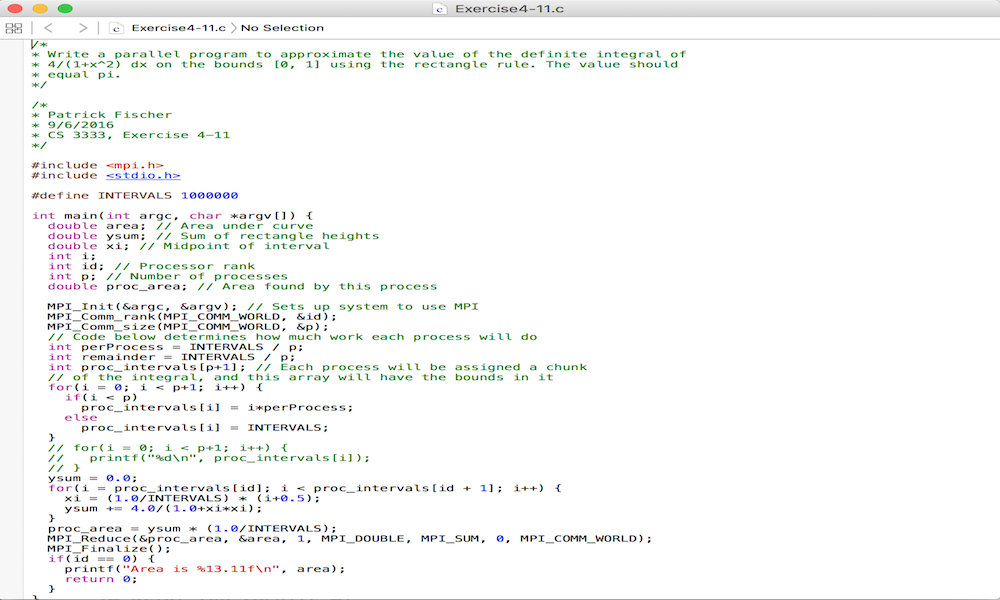 Exercise4-11.c
Exercise4-11.c No Selection
/*
* Write a parallel program to approximate the value of the definite integral of
* 4/(1+x^2) dx on the bounds [0, 1] using the rectangle rule. The value should
* equal pi.
*/
/*
* Patrick Fischer
* 9/6/2016
* CS 3333, Exercise 4-11
*/
#include <mpi.h>
#include <stdio.h>
#define INTERVALS 1000000
int main(int argc, char *argv[]) {
double area; // Area under curve
double ysum; // Sum of rectangle heights
double xi; // Midpoint of interval
int i;
int id; // Processor rank
int p; // Number of processes
double proc_area; // Area found by this process
MPI_Init(&argc, &argv); // Sets up system to use MPI
MPI_Comm_rank(MPI_COMM_WORLD, &id);
MPI_Comm_size(MPI_COMM_WORLD, &p);
// Code below determines how much work each process will do
int perProcess = INTERVALS / p;
int remainder = INTERVALS / p;
int proc_intervals[p+1]; // Each process will be assigned a chunk
// of the integral, and this array will have the bounds in it
for(i = 0; i < p+1; i++) {
if(i < p)
proc_intervals[i] = i*perProcess;
else
proc_intervals[i] = INTERVALS;
}
// for(i = 0; i < p+1; i++) {
// printf("%d\n", proc_intervals[i]);
// }
ysum = 0.0;
for(i = proc_intervals[id]; i < proc_intervals[id + 1]; i++) {
xi = (1.0/INTERVALS) * (i+0.5);
ysum += 4.0/(1.0+xi*xi);
}
proc_area = ysum * (1.0/INTERVALS);
MPI_Reduce(&proc_area, &area, 1, MPI_DOUBLE, MPI_SUM, 0, MPI_COMM_WORLD);
MPI_Finalize();
if(id == 0) {
printf("Area is %13.11f\n", area);
return 0;
}